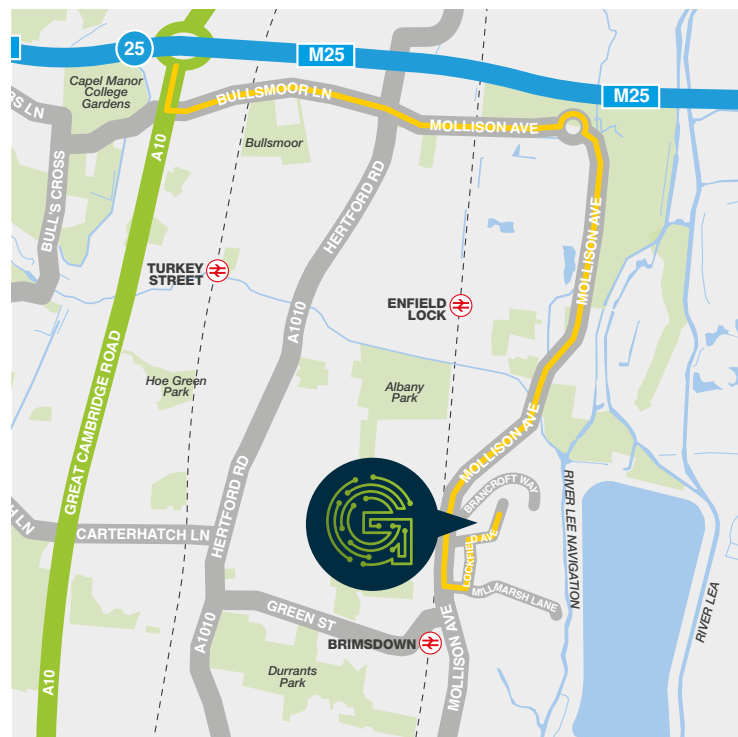 25
M25
M25
Capel Manor
College
Gardens
BULLSMOOR LN
MOLLISON AVE
A10
Bullsmoor
BULL'S CROSS
HERTFORD RD
MOLLISON AVE
TURKEY
STREET
ENFIELD
LOCK
A1010
Hoe Green
Park
Albany
Park
GREAT CAMBRIDGE ROAD
MOLLISON AVE
HERTFORD RD
BRANCROFT WAY
RIVER LEE NAVIGATION
CARTERHATCH LN
LOCKFIELD AVE
MILLMARSH LANE
RIVER LEA
GREEN ST
A1010
BRIMSDOWN
MOLLISON AVE
Durrants
Park
A10